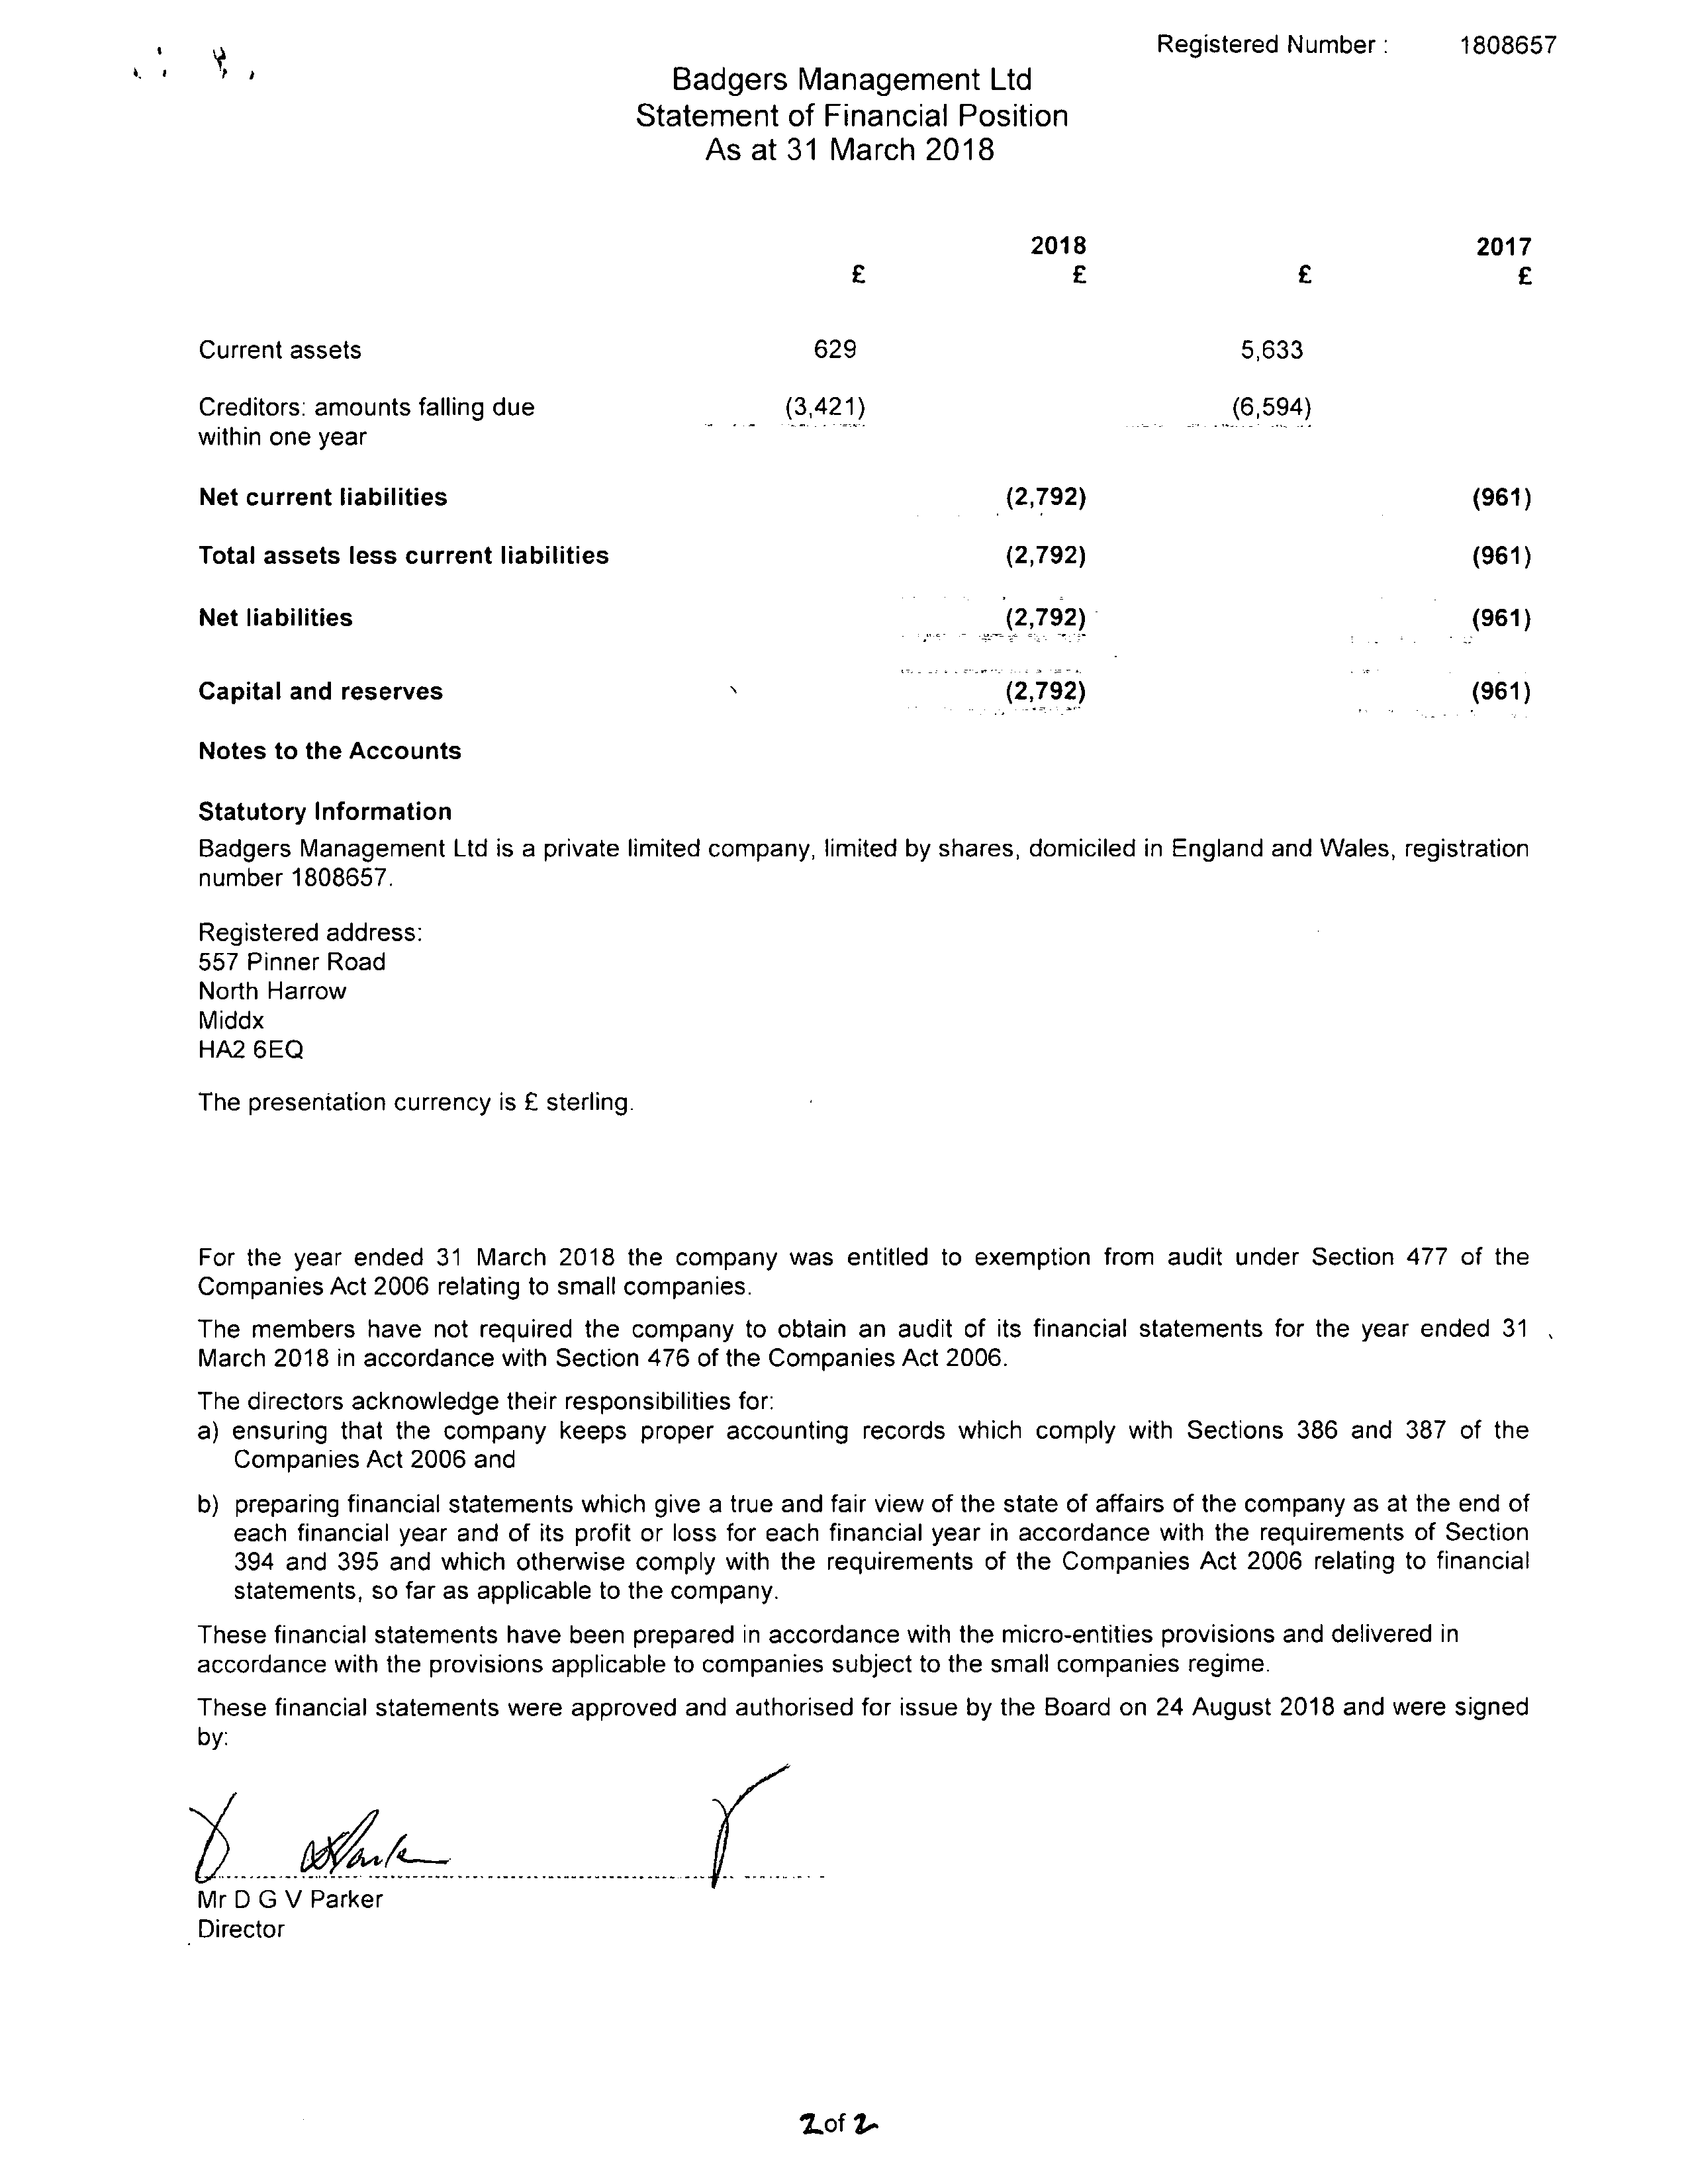 Registered Number : 1808657
Badgers Management Ltd
Statement of Financial Position
As at 31 March 2018
2018 2017
£ £ £ £
Current assets 629 5,633
Creditors: amounts falling due (3,421) (6,594)
within one year
Net current liabilities (2,792) (961)
Total assets less current liabilities (2,792) (961)
Net liabilities (2,792) (961)
Capital and reserves (2,792) (961)
Notes to the Accounts
Statutory Information
Badgers Management Ltd is a private limited company, limited by shares, domiciled in England and Wales, registration
number 1808657.
Registered address:
557 Pinner Road
North Harrow
Middx
HA2 6EQ
The presentation currency is £ sterling.
For the year ended 31 March 2018 the company was entitled to exemption from audit under Section 477 of the
Companies Act 2006 relating to small companies.
The members have not required the company to obtain an audit of its financial statements for the year ended 31
March 2018 in accordance with Section 476 of the Companies Act 2006.
The directors acknowledge their responsibilities for:
a) ensuring that the company keeps proper accounting records which comply with Sections 386 and 387 of the
Companies Act 2006 and
b) preparing financial statements which give a true and fair view of the state of affairs of the company as at the end of
each financial year and of its profit or loss for each financial year in accordance with the requirements of Section
394 and 395 and which otherwise comply with the requirements of the Companies Act 2006 relating to financial
statements, so far as applicable to the company.
These financial statements have been prepared in accordance with the micro-entities provisions and delivered in
accordance with the provisions applicable to companies subject to the small companies regime.
These financial statements were approved and authorised for issue by the Board on 24 August 2018 and were signed
by:
Mr D G V Parker
Director
2 of 2